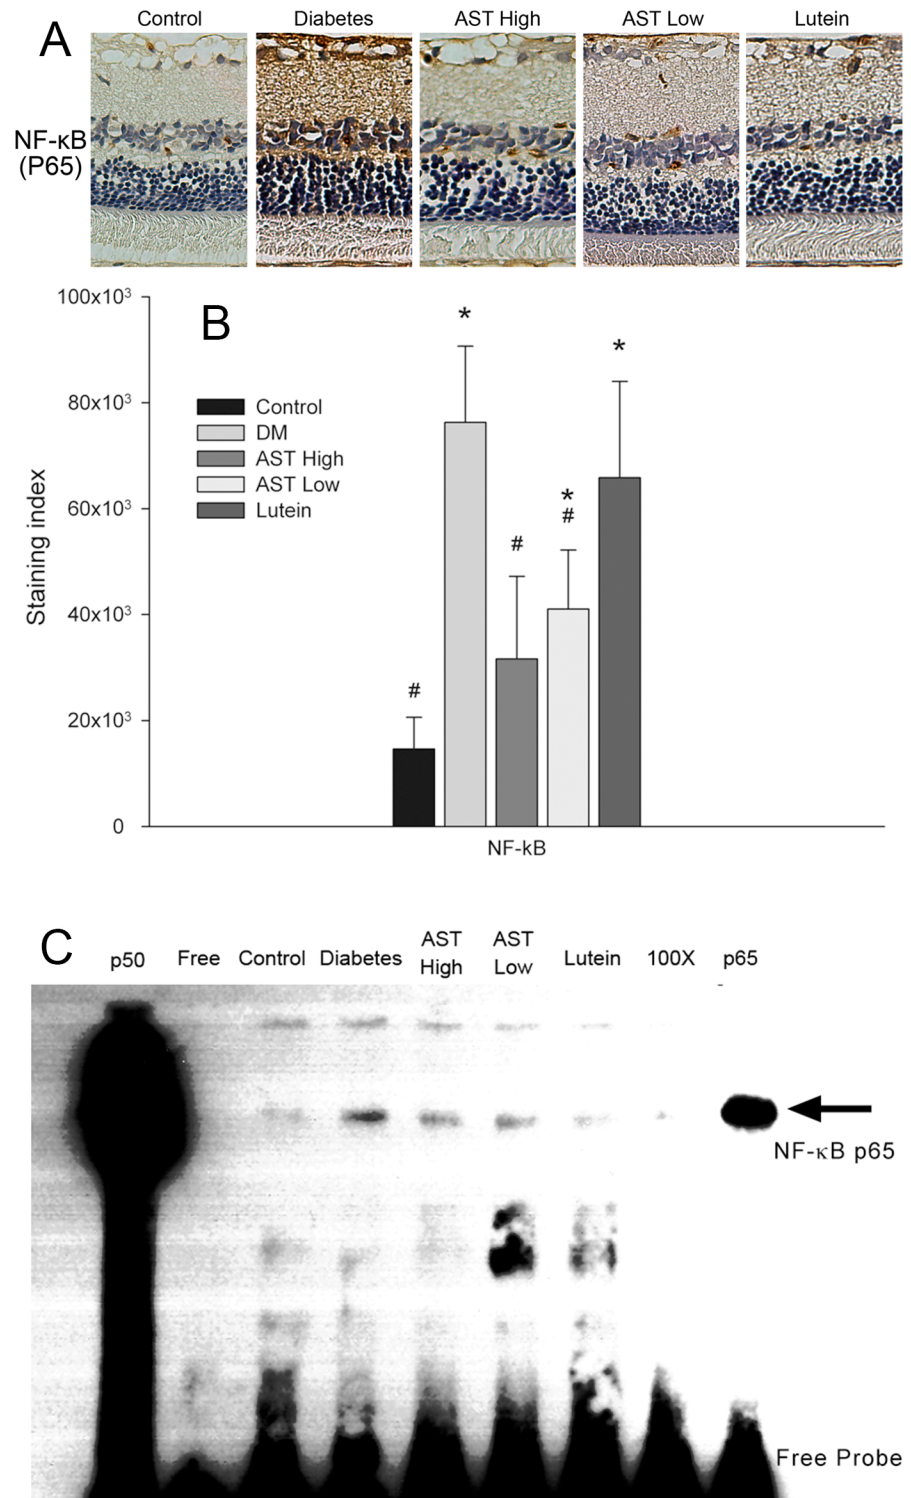 A
Control
Diabetes
AST High
AST Low
Lutein
NF-κB
(P65)
B
100x10³
80x10³
60x10³
40x10³
20x10³
0
Staining index
Control
DM
AST High
AST Low
Lutein
*
*
*
#
#
#
NF-kB
C
p50
Free
Control
Diabetes
AST
High
AST
Low
Lutein
100X
p65
NF-κB p65
Free Probe